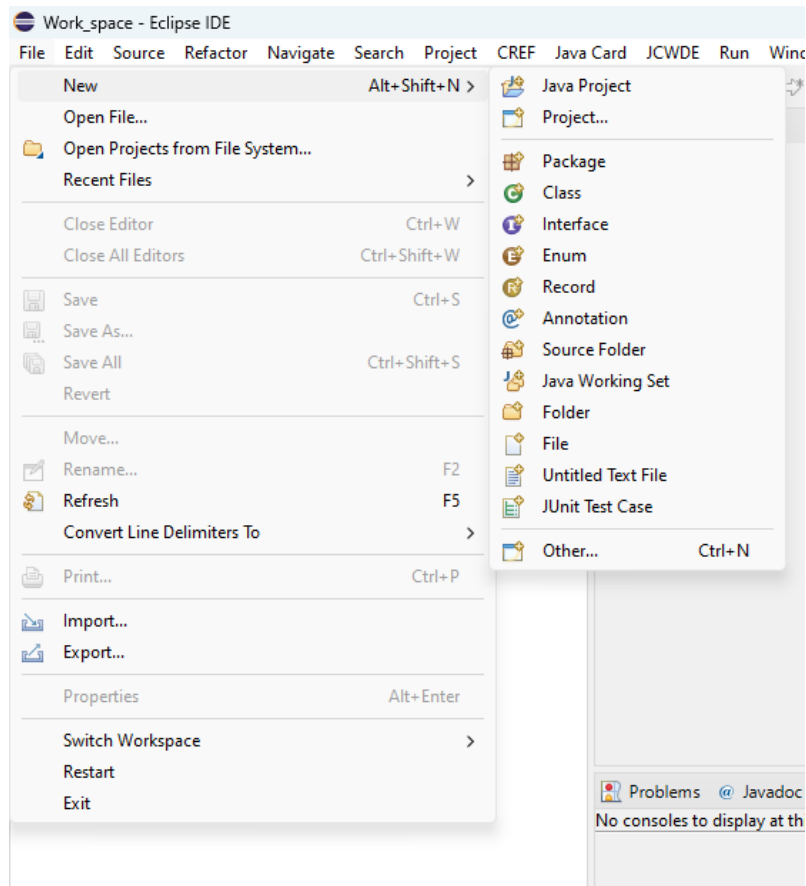 Work_space - Eclipse IDE
File Edit Source Refactor Navigate Search Project CREF Java Card JCWDE Run Wind
New Alt+Shift+N >
Open File...
Open Projects from File System...
Recent Files >
Close Editor Ctrl+W
Close All Editors Ctrl+Shift+W
Save Ctrl+S
Save As...
Save All Ctrl+Shift+S
Revert
Move...
Rename... F2
Refresh F5
Convert Line Delimiters To >
Print... Ctrl+P
Import...
Export...
Properties Alt+Enter
Switch Workspace >
Restart
Exit
Java Project
Project...
Package
Class
Interface
Enum
Record
Annotation
Source Folder
Java Working Set
Folder
File
Untitled Text File
JUnit Test Case
Other... Ctrl+N
Problems @ Javadoc
No consoles to display at th